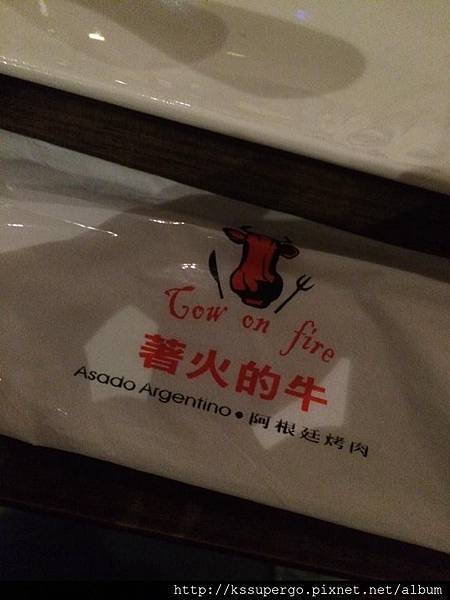 Cow on fire
著火的牛
Asado Argentino•阿根廷烤肉
http://kssupergo.pixnet.net/album